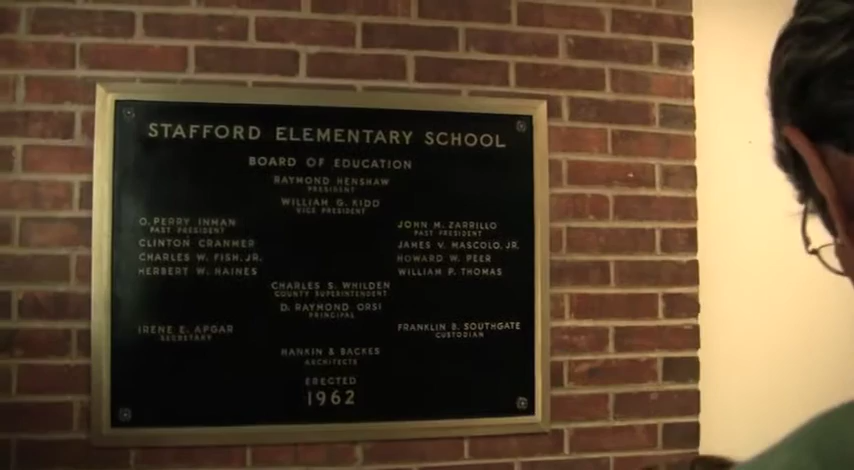 STAFFORD ELEMENTARY SCHOOL
BOARD OF EDUCATION
RAYMOND HENSHAW
PRESIDENT
WILLIAM G. KIDD
VICE PRESIDENT
O. PERRY INMAN
PAST PRESIDENT
CLINTON CRANMER
CHARLES W. FISH, JR.
HERBERT W. HAINES
JOHN M. ZARRILLO
PAST PRESIDENT
JAMES V. MASCOLO, JR.
HOWARD W. PEER
WILLIAM P. THOMAS
CHARLES S. WHILDEN
COUNTY SUPERINTENDENT
D. RAYMOND ORSI
PRINCIPAL
IRENE E. APGAR
SECRETARY
FRANKLIN B. SOUTHGATE
CUSTODIAN
HANKIN & BACKES
ARCHITECTS
ERECTED
1962